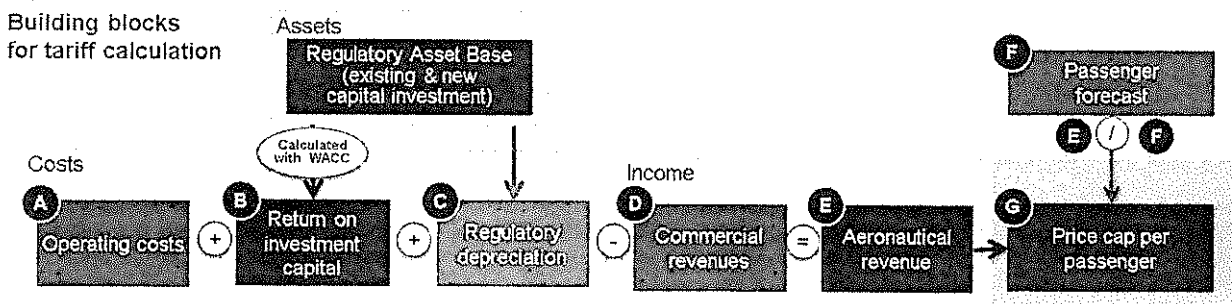 Building blocks
for tariff calculation
Assets
Regulatory Asset Base
(existing & new
capital investment)
F
Passenger
forecast
E / F
Calculated
with WACC
Costs
Income
A
Operating costs
+
B
Return on
investment
capital
+
C
Regulatory
depreciation
-
D
Commercial
revenues
=
E
Aeronautical
revenue
G
Price cap per
passenger